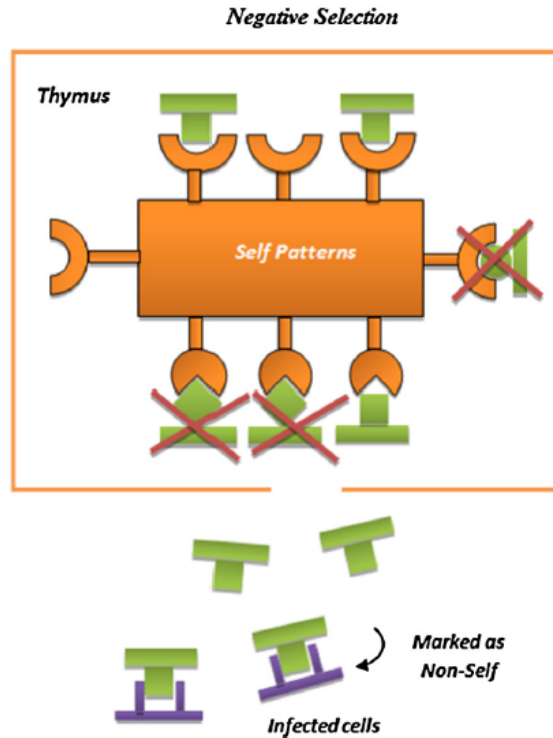 Negative Selection
Thymus
Self Patterns
Marked as
Non-Self
Infected cells